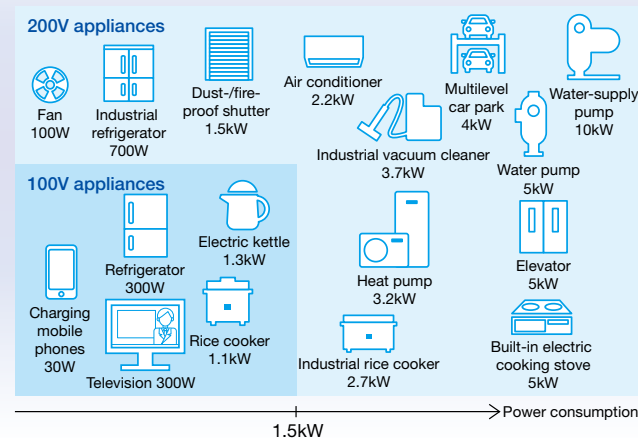 200V appliances
Fan
100W
Industrial
refrigerator
700W
Dust-/fire-
proof shutter
1.5kW
Air conditioner
2.2kW
Multilevel
car park
4kW
Water-supply
pump
10kW
Industrial vacuum cleaner
3.7kW
Water pump
5kW
100V appliances
Charging
mobile
phones
30W
Refrigerator
300W
Television 300W
Electric kettle
1.3kW
Rice cooker
1.1kW
Heat pump
3.2kW
Industrial rice cooker
2.7kW
Elevator
5kW
Built-in electric
cooking stove
5kW
Power consumption
1.5kW